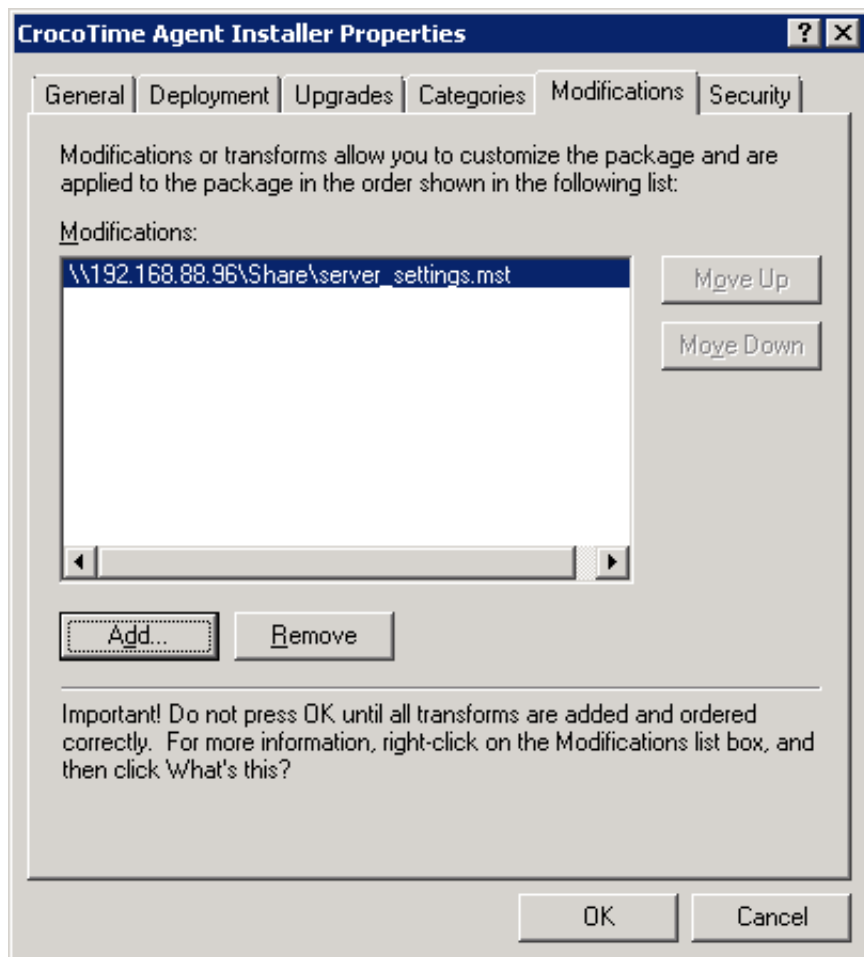 CrocoTime Agent Installer Properties
General Deployment Upgrades Categories Modifications Security
Modifications or transforms allow you to customize the package and are
applied to the package in the order shown in the following list:
Modifications:
\\192.168.88.96\Share\server_settings.mst
Move Up
Move Down
Add... Remove
Important! Do not press OK until all transforms are added and ordered
correctly. For more information, right-click on the Modifications list box, and
then click What's this?
OK Cancel